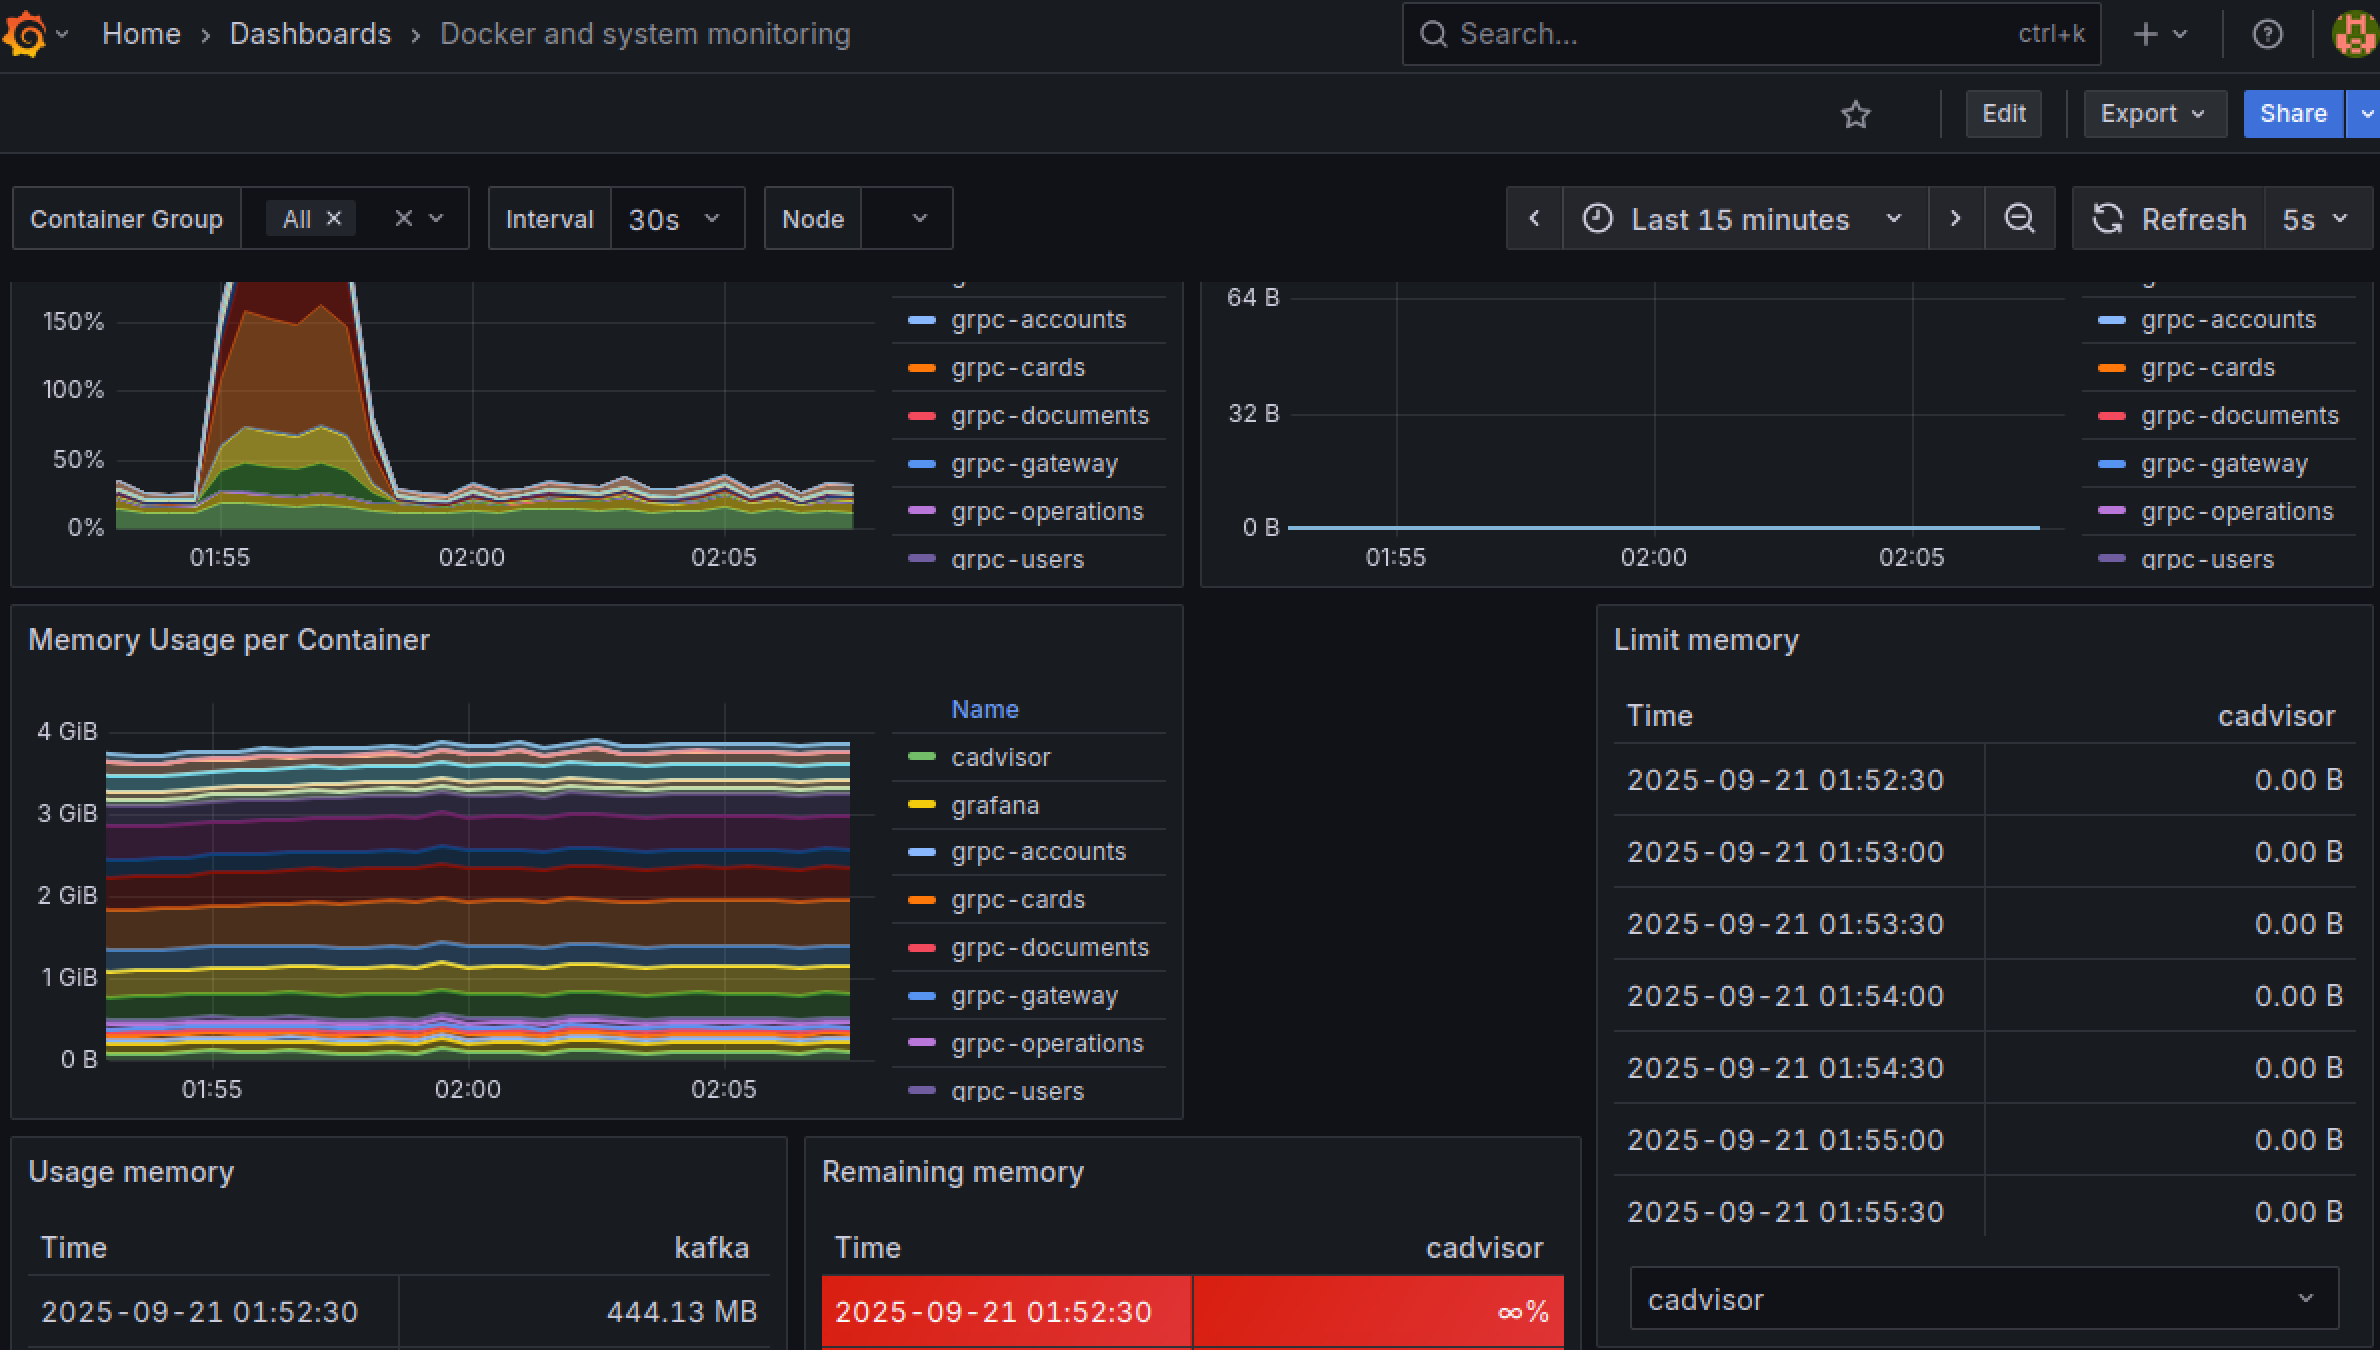 Home › Dashboards › Docker and system monitoring
Search...
ctrl+k
Edit
Export
Share
Container Group
All
Interval
30s
Node
Last 15 minutes
Refresh
5s
150%
100%
50%
0%
01:55
02:00
02:05
grpc-accounts
grpc-cards
grpc-documents
grpc-gateway
grpc-operations
grpc-users
64 B
32 B
0 B
01:55
02:00
02:05
grpc-accounts
grpc-cards
grpc-documents
grpc-gateway
grpc-operations
grpc-users
Memory Usage per Container
4 GiB
3 GiB
2 GiB
1 GiB
0 B
01:55
02:00
02:05
Name
cadvisor
grafana
grpc-accounts
grpc-cards
grpc-documents
grpc-gateway
grpc-operations
grpc-users
Limit memory
Time cadvisor
2025-09-21 01:52:30 0.00 B
2025-09-21 01:53:00 0.00 B
2025-09-21 01:53:30 0.00 B
2025-09-21 01:54:00 0.00 B
2025-09-21 01:54:30 0.00 B
2025-09-21 01:55:00 0.00 B
2025-09-21 01:55:30 0.00 B
cadvisor
Usage memory
Time kafka
2025-09-21 01:52:30 444.13 MB
Remaining memory
Time cadvisor
2025-09-21 01:52:30 ∞%